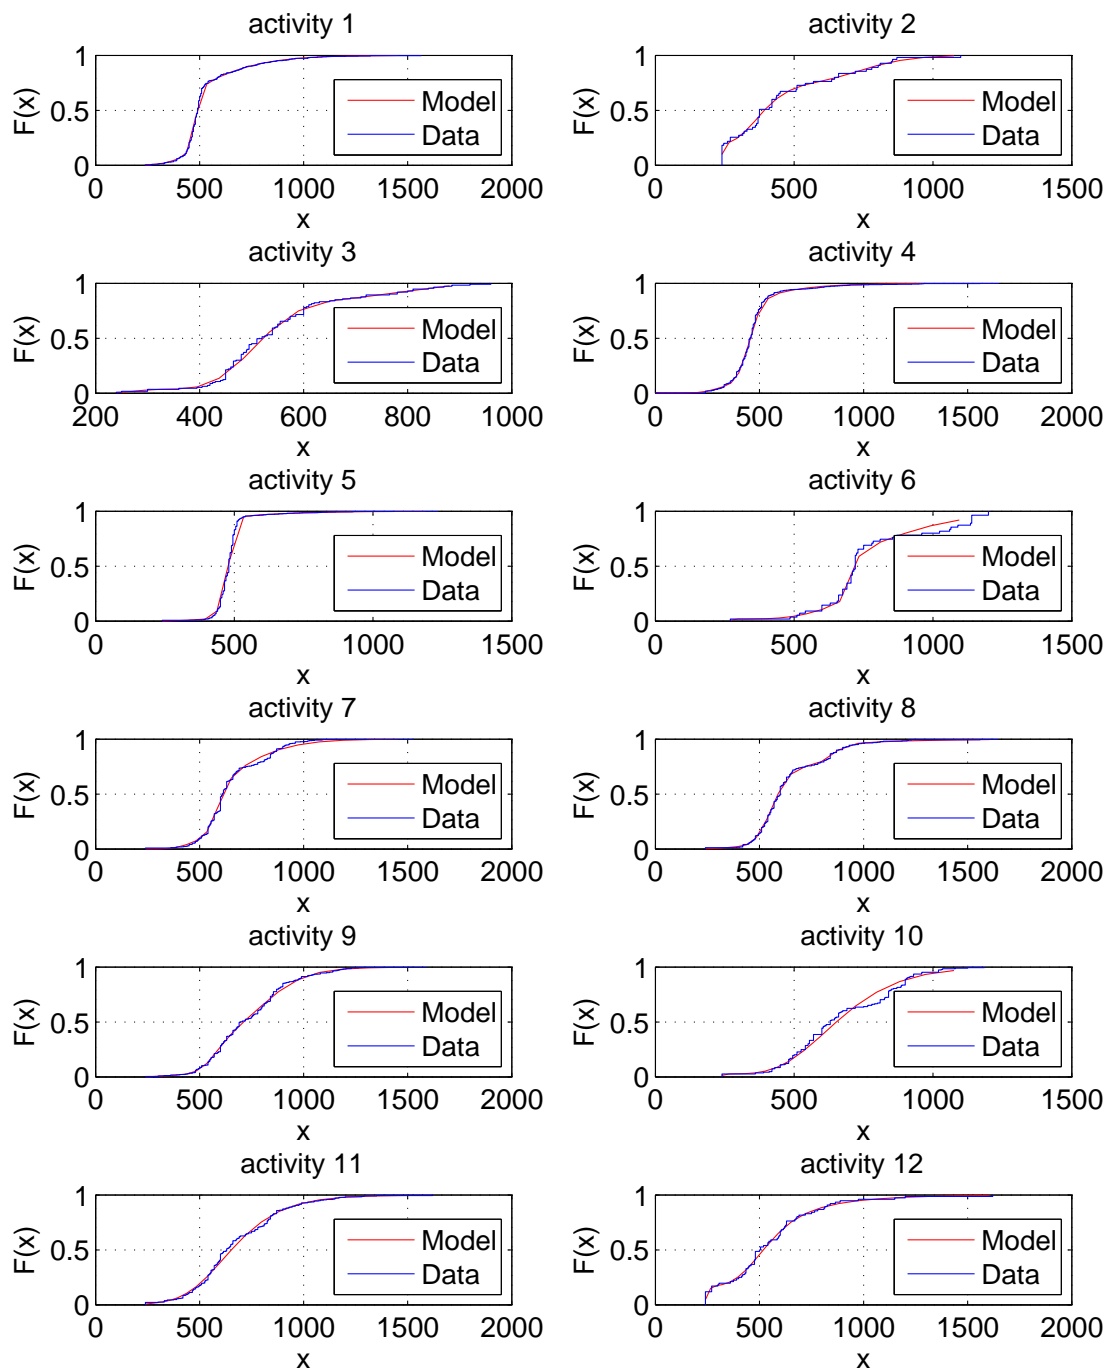 activity 1
activity 2
1
0.5
0
F(x)
Model
Data
0 500 1000 1500 2000
x
1
0.5
0
F(x)
Model
Data
0 500 1000 1500
x
activity 3
activity 4
1
0.5
0
F(x)
Model
Data
200 400 600 800 1000
x
1
0.5
0
F(x)
Model
Data
0 500 1000 1500 2000
x
activity 5
activity 6
1
0.5
0
F(x)
Model
Data
0 500 1000 1500
x
1
0.5
0
F(x)
Model
Data
0 500 1000 1500
x
activity 7
activity 8
1
0.5
0
F(x)
Model
Data
0 500 1000 1500 2000
x
1
0.5
0
F(x)
Model
Data
0 500 1000 1500 2000
x
activity 9
activity 10
1
0.5
0
F(x)
Model
Data
0 500 1000 1500 2000
x
1
0.5
0
F(x)
Model
Data
0 500 1000 1500
x
activity 11
activity 12
1
0.5
0
F(x)
Model
Data
0 500 1000 1500 2000
x
1
0.5
0
F(x)
Model
Data
0 500 1000 1500 2000
x